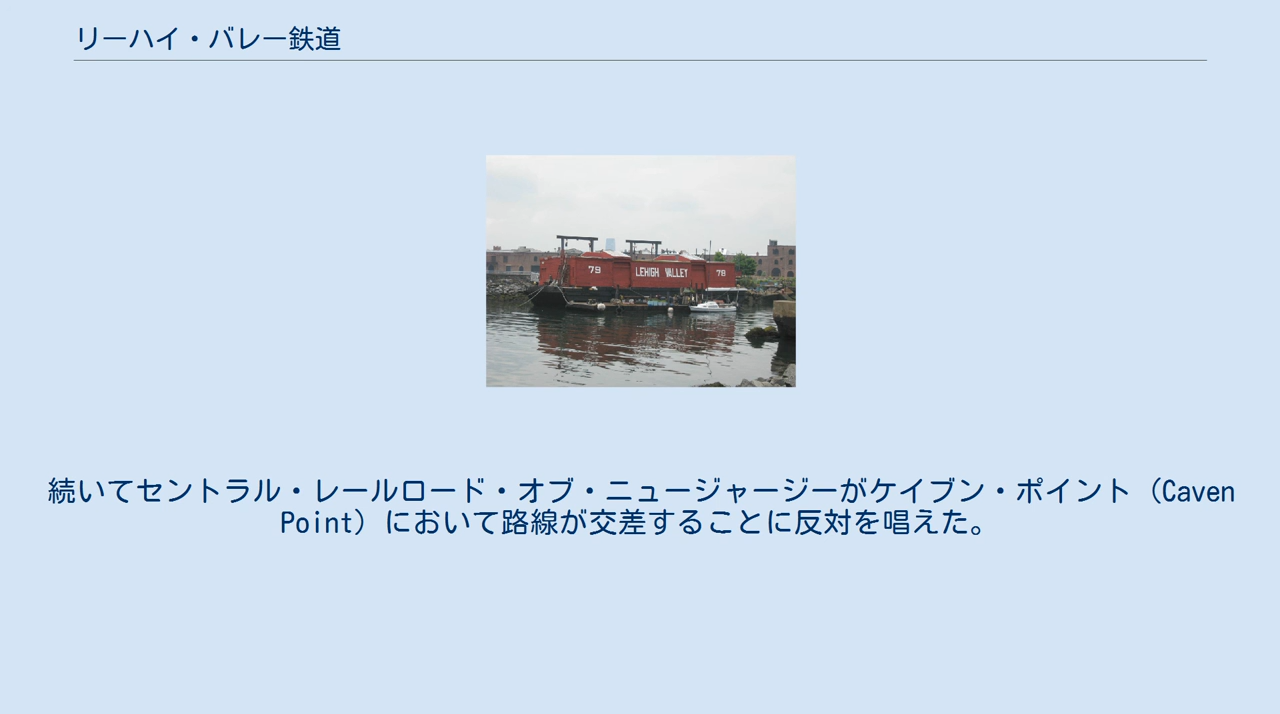 リーハイ・バレー鉄道
79 LEHIGH VALLEY 79
続いてセントラル・レールロード・オブ・ニュージャージーがケイブン・ポイント（Caven
Point）において路線が交差することに反対を唱えた。